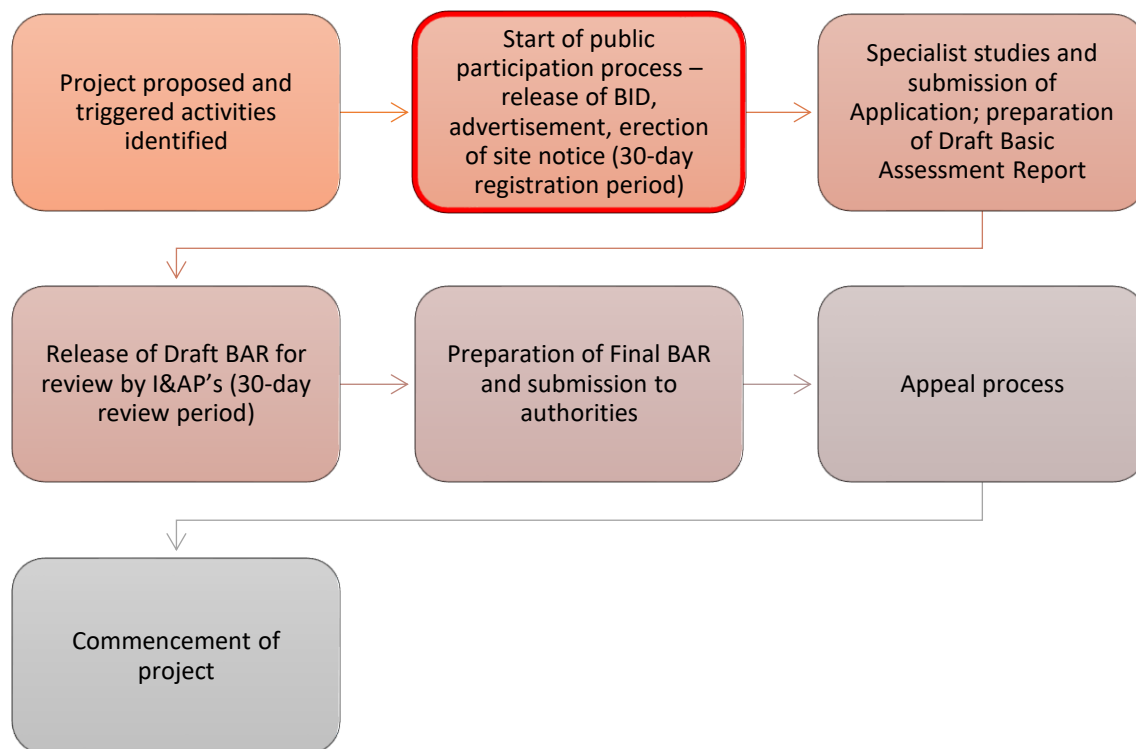 Project proposed and
triggered activities
identified
Start of public
participation process –
release of BID,
advertisement, erection
of site notice (30-day
registration period)
Specialist studies and
submission of
Application; preparation
of Draft Basic
Assessment Report
Release of Draft BAR for
review by I&AP’s (30-day
review period)
Preparation of Final BAR
and submission to
authorities
Appeal process
Commencement of
project